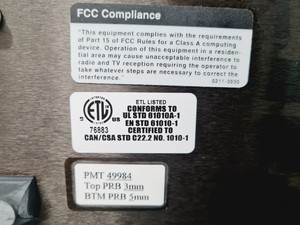 FCC Compliance
"This equipment complies with the requirements
of Part 15 of FCC Rules for a Class A computing
device. Operation of this equipment in a residen-
tial area may cause unacceptable interference to
radio and TV reception requiring the operator to
take whatever steps are necessary to correct the
interference."
0211-0030
ETL LISTED
CONFORMS TO
UL STD 61010A-1
EN STD 61010-1
CERTIFIED TO
CAN/CSA STD C22.2 NO. 1010-1
ETL
76883
PMT 49984
Top PRB 3mm
BTM PRB 5mm